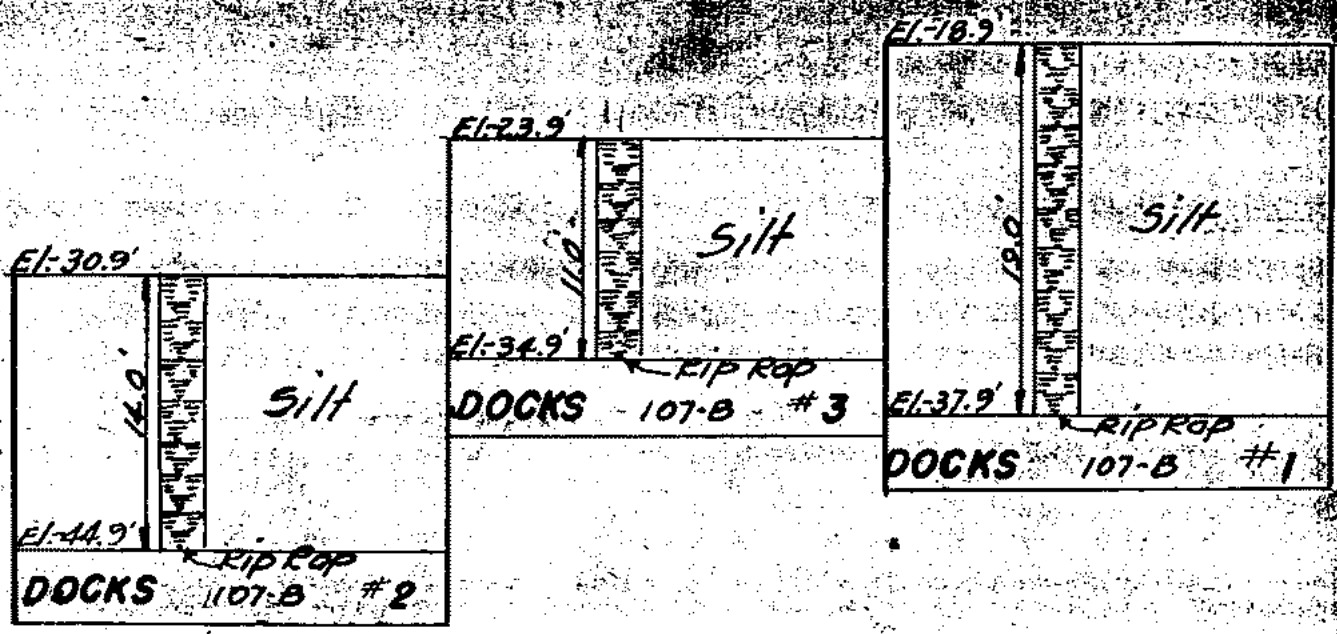 El.-30.9'
14.0'
Silt
El.-44.9'
Rip Rap
DOCKS 107-B #2
El.-23.9'
11.0'
Silt
El.-34.9'
Rip Rap
DOCKS 107-B #3
El.-18.9'
19.0'
Silt
El.-37.9'
Rip Rap
DOCKS 107-B #1